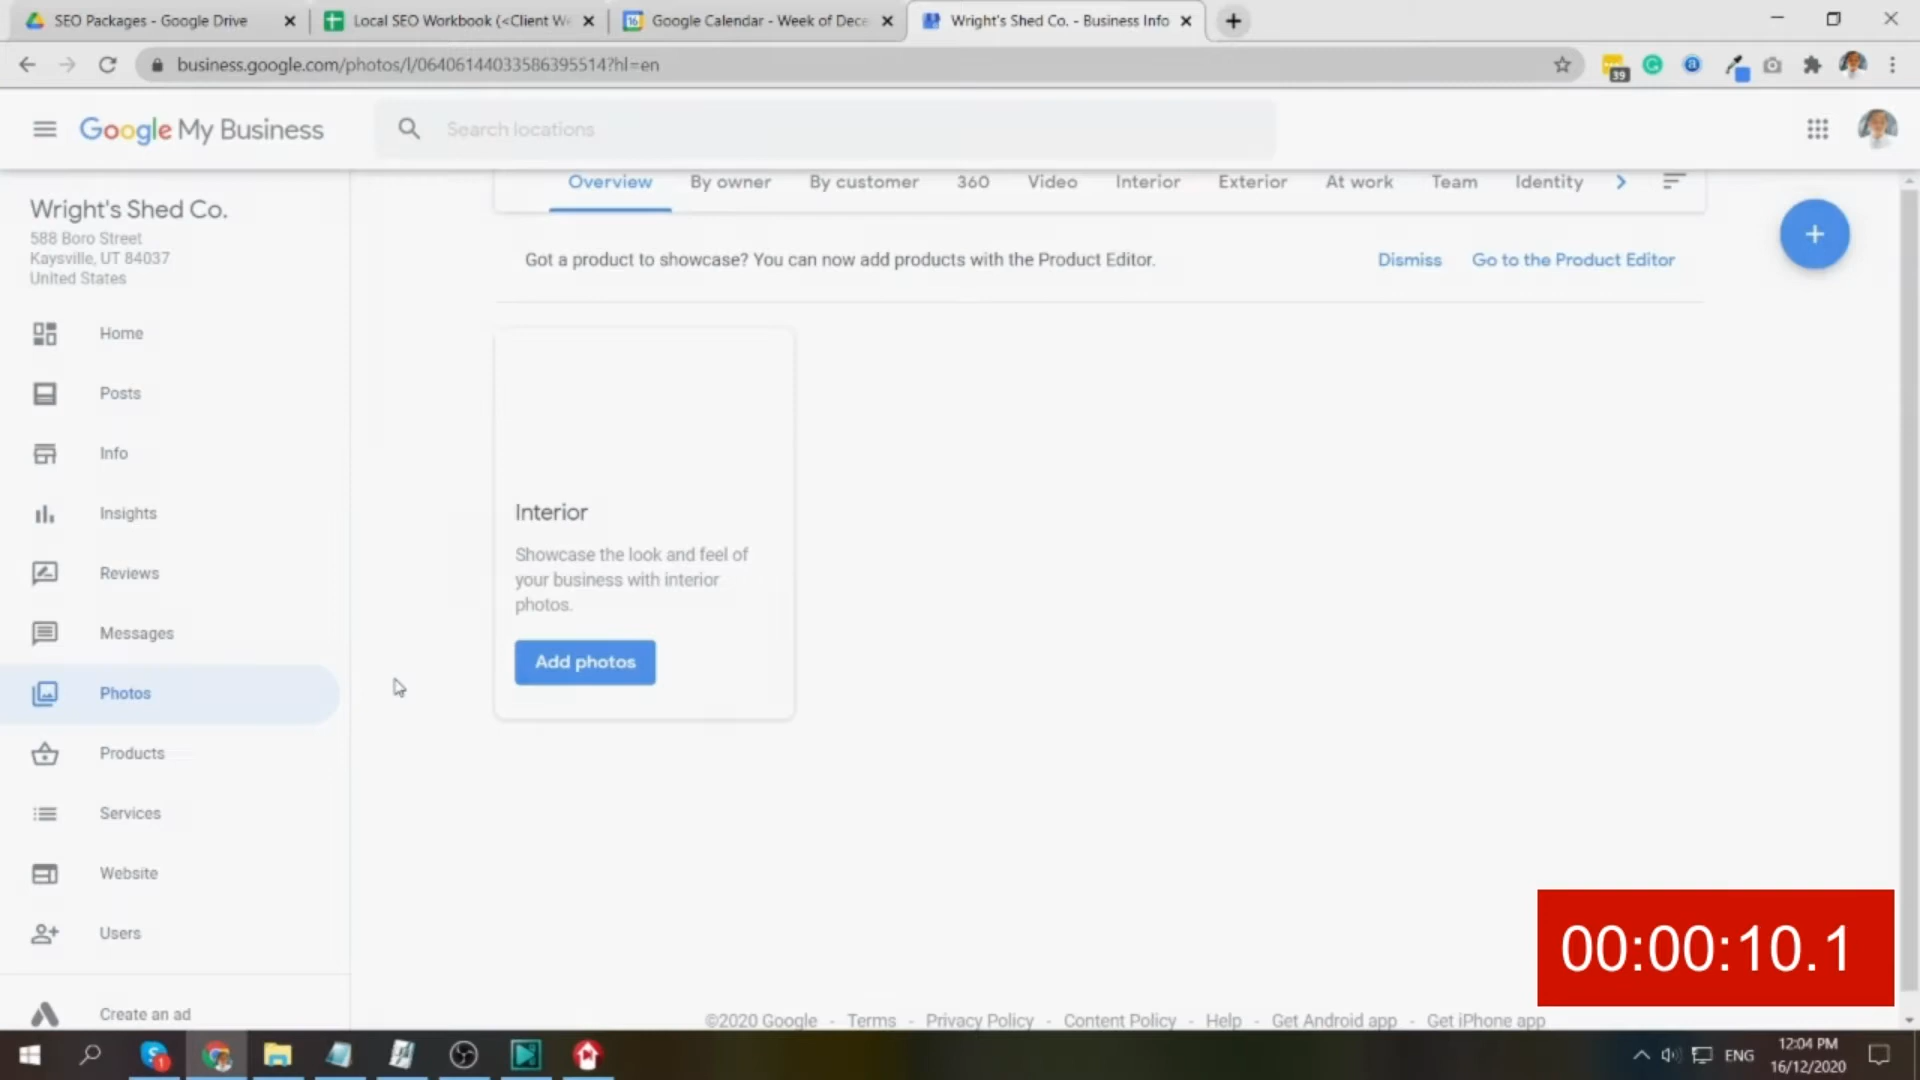 SEO Packages - Google Drive
Local SEO Workbook (<Client We
Google Calendar - Week of Dece
Wright's Shed Co. - Business Info
business.google.com/photos/l/06406144033586395514?hl=en
39
Google My Business
Search locations
Wright's Shed Co.
588 Boro Street
Kaysville, UT 84037
United States
Home
Posts
Info
Insights
Reviews
Messages
Photos
Products
Services
Website
Users
Create an ad
Overview
By owner
By customer
360
Video
Interior
Exterior
At work
Team
Identity
Got a product to showcase? You can now add products with the Product Editor.
Dismiss
Go to the Product Editor
Interior
Showcase the look and feel of
your business with interior
photos.
Add photos
00:00:10.1
©2020 Google - Terms - Privacy Policy - Content Policy - Help - Get Android app - Get iPhone app
ENG
12:04 PM
16/12/2020